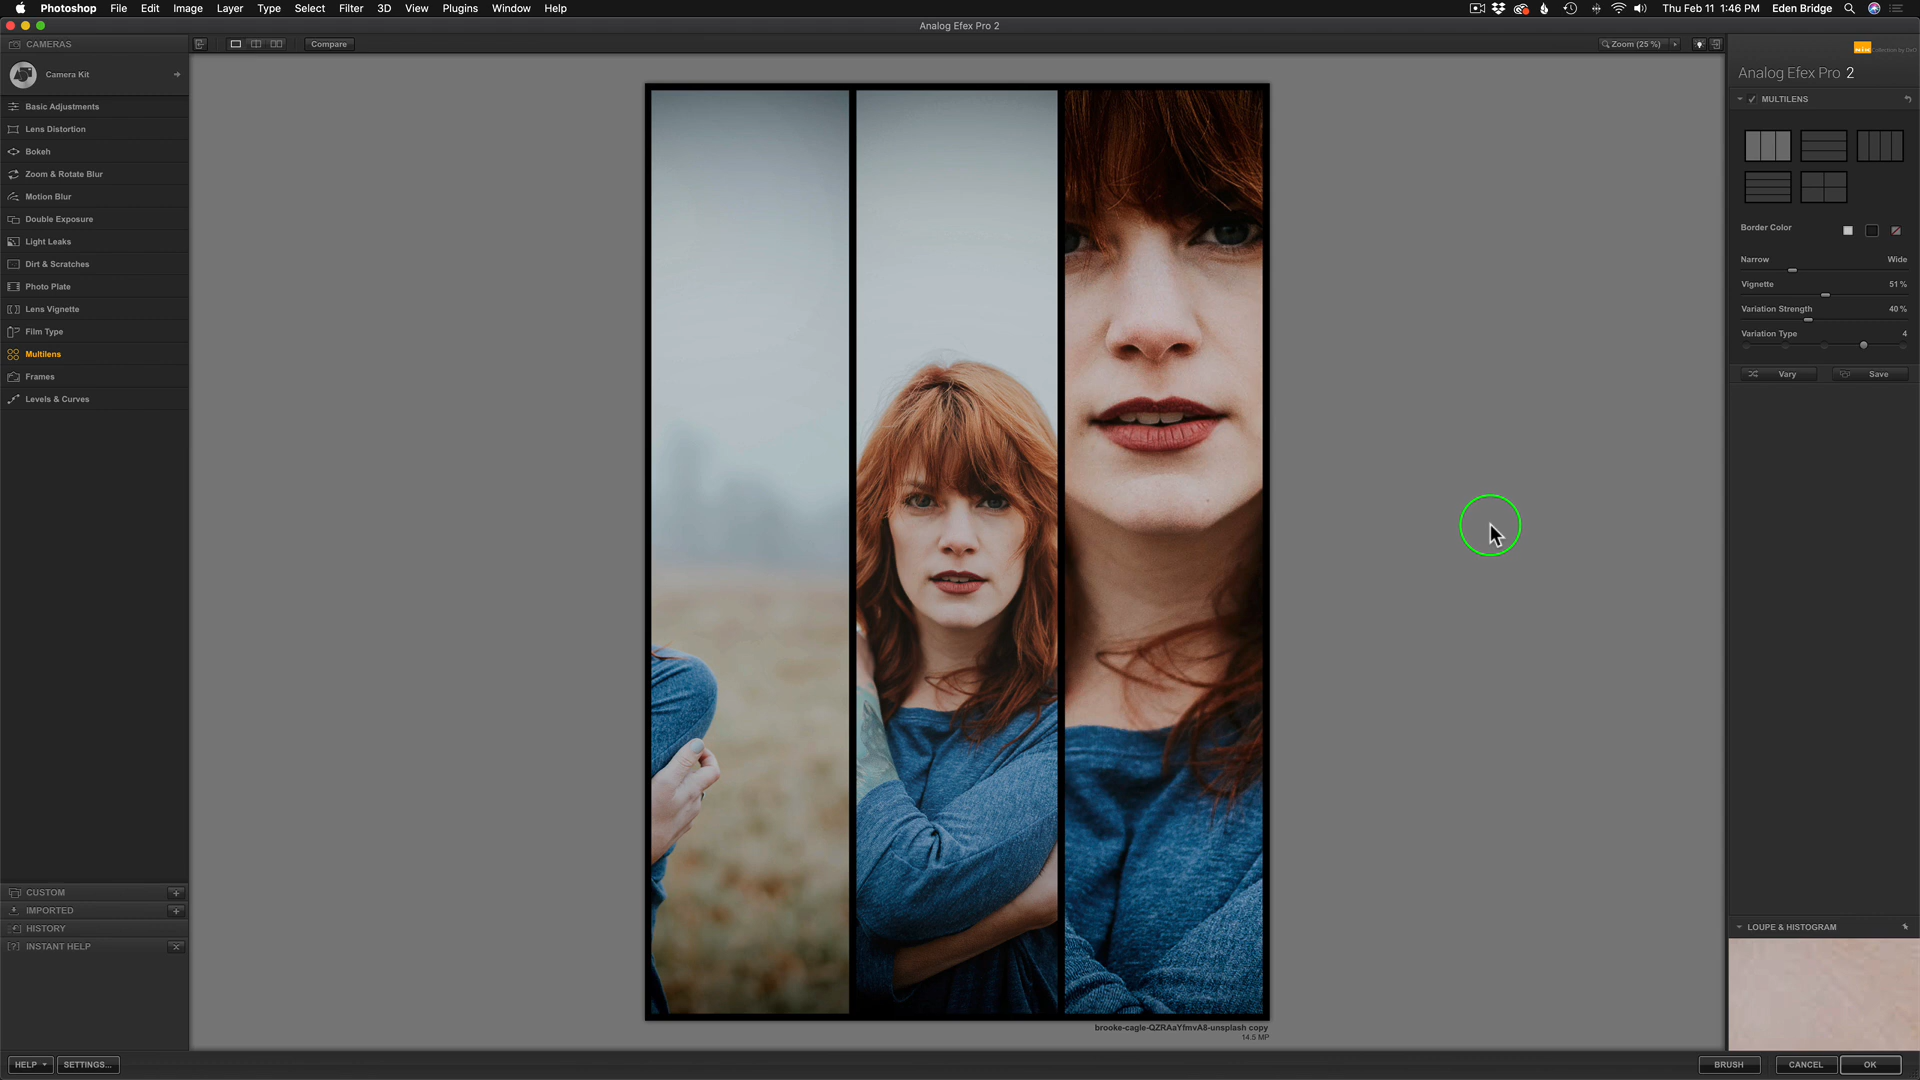 Photoshop File Edit Image Layer Type Select Filter 3D View Plugins Window Help
Thu Feb 11 1:46 PM Eden Bridge
Analog Efex Pro 2
CAMERAS
Compare
Zoom (25 %)
Camera Kit
Basic Adjustments
Lens Distortion
Bokeh
Zoom & Rotate Blur
Motion Blur
Double Exposure
Light Leaks
Dirt & Scratches
Photo Plate
Lens Vignette
Film Type
Multilens
Frames
Levels & Curves
CUSTOM
IMPORTED
HISTORY
INSTANT HELP
HELP
SETTINGS...
brooke-cagle-QZRAaYfmvA8-unsplash copy
14.5 MP
Nik Collection by DxO
Analog Efex Pro 2
MULTILENS
Border Color
Narrow Wide
Vignette 51 %
Variation Strength 40 %
Variation Type 4
Vary Save
LOUPE & HISTOGRAM
BRUSH CANCEL OK